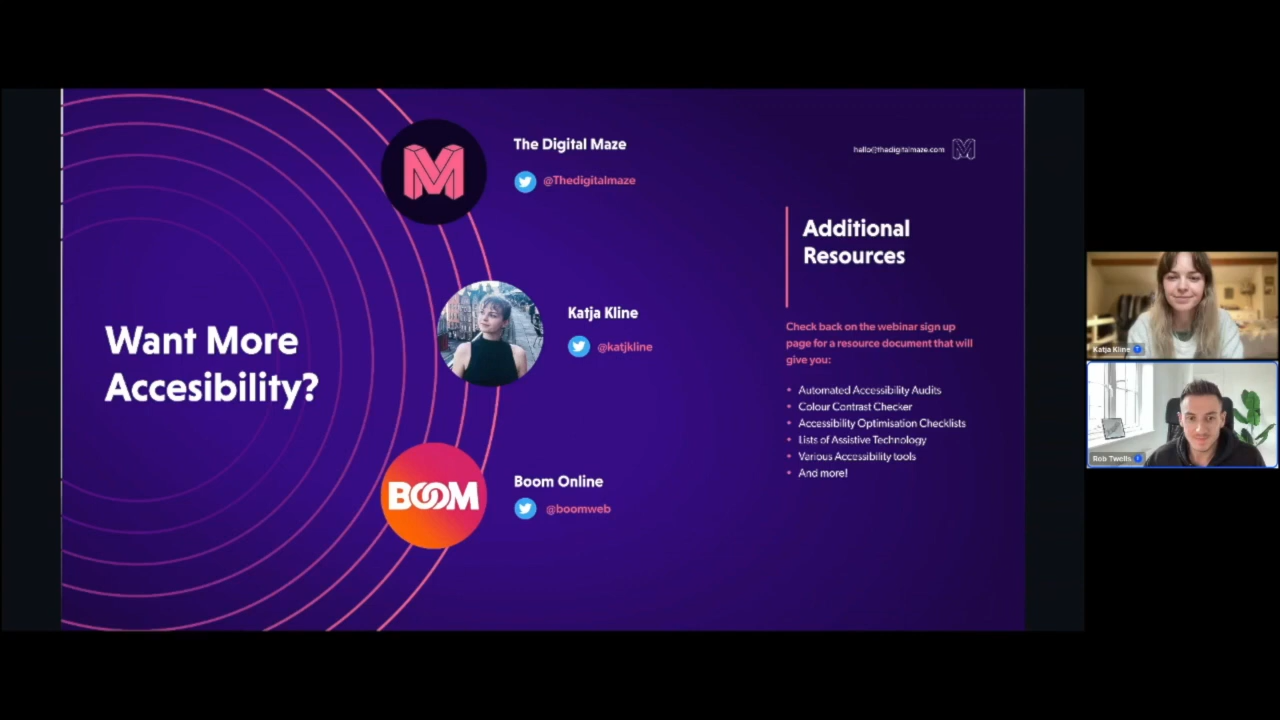 Want More
Accesibility?
M
The Digital Maze
@Thedigitalmaze
Katja Kline
@katjkline
BOOM
Boom Online
@boomweb
hello@thedigitalmaze.com
M
Additional
Resources
Check back on the webinar sign up
page for a resource document that will
give you:
• Automated Accessibility Audits
• Colour Contrast Checker
• Accessibility Optimisation Checklists
• Lists of Assistive Technology
• Various Accessibility tools
• And more!
Katja Kline
Rob Twells